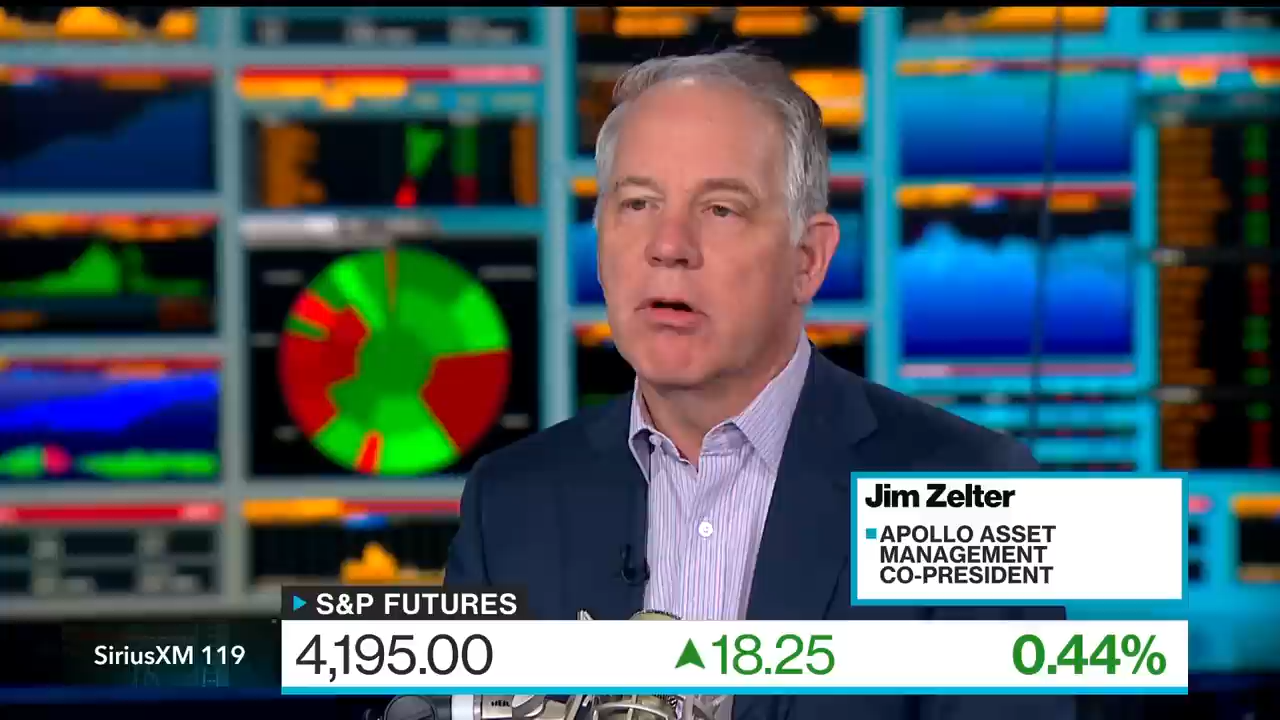 Jim Zelter
APOLLO ASSET
MANAGEMENT
CO-PRESIDENT
S&P FUTURES
4,195.00 ▲18.25 0.44%
SiriusXM 119